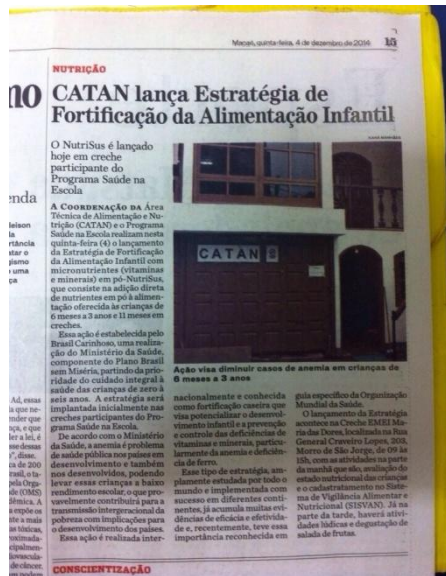 Macaé, quinta-feira, 4 de dezembro de 2014
15
NUTRIÇÃO
CATAN lança Estratégia de
Fortificação da Alimentação Infantil
O NutriSus é lançado
hoje em creche
participante do
Programa Saúde na
Escola
A COORDENAÇÃO DA Área
Técnica de Alimentação e Nu-
trição (CATAN) e o Programa
Saúde na Escola realizam nesta
quinta-feira (4) o lançamento
da Estratégia de Fortificação
da Alimentação Infantil com
micronutrientes (vitaminas
e minerais) em pó-NutriSus,
que consiste na adição direta
de nutrientes em pó à alimen-
tação oferecida às crianças de
6 meses a 3 anos e 11 meses em
creches.
Essa ação é estabelecida pelo
Brasil Carinhoso, uma realiza-
ção do Ministério da Saúde,
componente do Plano Brasil
sem Miséria, partindo da prio-
ridade do cuidado integral à
saúde das crianças de zero à
seis anos. A estratégia será
implantada inicialmente nas
creches participantes do Pro-
grama Saúde na Escola.
De acordo com o Ministério
da Saúde, a anemia é problema
de saúde pública nos países em
desenvolvimento e também
nos desenvolvidos, podendo
levar essas crianças a baixo
rendimento escolar, o que pro-
vavelmente contribuirá para a
transmissão intergeracional da
pobreza com implicações para
o desenvolvimento dos países.
Essa ação é realizada inter-
CATAN
Ação visa diminuir casos de anemia em crianças de
6 meses a 3 anos
nacionalmente e conhecida
como fortificação caseira que
visa potencializar o desenvol-
vimento infantil e a prevenção
e controle das deficiências de
vitaminas e minerais, particu-
larmente da anemia e deficiên-
cia de ferro.
Esse tipo de estratégia, am-
plamente estudada por todo o
mundo e implementada com
sucesso em diferentes conti-
nentes, já acumula muitas evi-
dências de eficácia e efetivida-
de e, recentemente, teve essa
importância reconhecida em
guia específico da Organização
Mundial da Saúde.
O lançamento da Estratégia
acontece na Creche EMEI Ma-
ria das Dores, localizada na Rua
General Craveiro Lopes, 203,
Morro de São Jorge, de 09 às
15h, com as atividades na parte
da manhã que são, avaliação do
estado nutricional das crianças
e o cadastramento no Siste-
ma de Vigilância Alimentar e
Nutricional (SISVAN). Já na
parte da tarde, haverá ativi-
dades lúdicas e degustação de
salada de frutas.
CONSCIENTIZAÇÃO